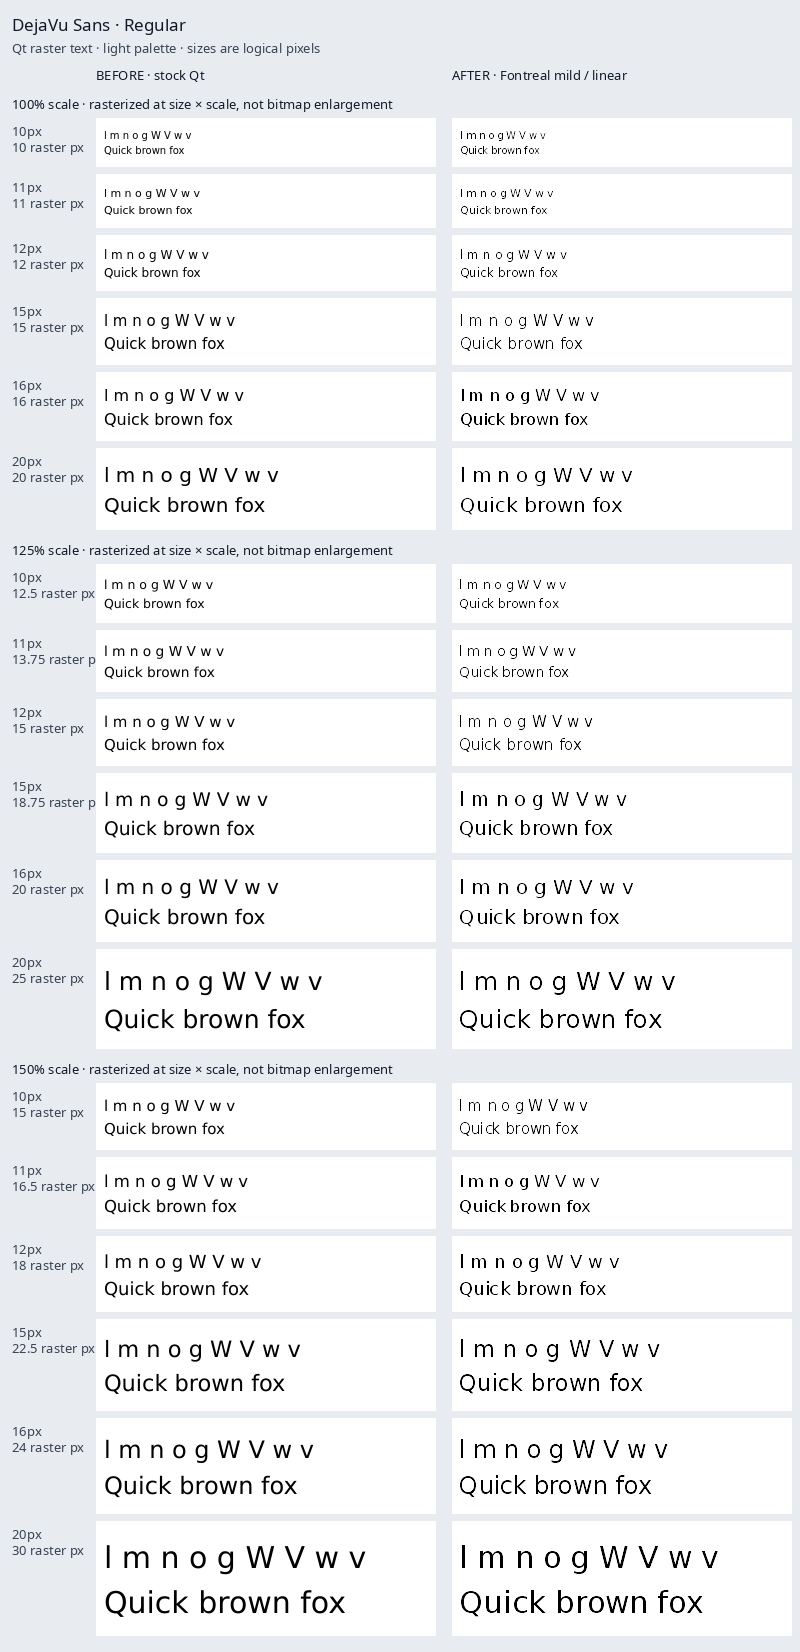 DejaVu Sans · Regular
Qt raster text · light palette · sizes are logical pixels
BEFORE · stock Qt
AFTER · Fontreal mild / linear
100% scale · rasterized at size × scale, not bitmap enlargement
10px
10 raster px
l m n o g W V w v
Quick brown fox
l m n o g W V w v
Quick brown fox
11px
11 raster px
l m n o g W V w v
Quick brown fox
l m n o g W V w v
Quick brown fox
12px
12 raster px
l m n o g W V w v
Quick brown fox
l m n o g W V w v
Quick brown fox
15px
15 raster px
l m n o g W V w v
Quick brown fox
l m n o g W V w v
Quick brown fox
16px
16 raster px
l m n o g W V w v
Quick brown fox
l m n o g W V w v
Quick brown fox
20px
20 raster px
l m n o g W V w v
Quick brown fox
l m n o g W V w v
Quick brown fox
125% scale · rasterized at size × scale, not bitmap enlargement
10px
12.5 raster px
l m n o g W V w v
Quick brown fox
l m n o g W V w v
Quick brown fox
11px
13.75 raster p
l m n o g W V w v
Quick brown fox
l m n o g W V w v
Quick brown fox
12px
15 raster px
l m n o g W V w v
Quick brown fox
l m n o g W V w v
Quick brown fox
15px
18.75 raster p
l m n o g W V w v
Quick brown fox
l m n o g W V w v
Quick brown fox
16px
20 raster px
l m n o g W V w v
Quick brown fox
l m n o g W V w v
Quick brown fox
20px
25 raster px
l m n o g W V w v
Quick brown fox
l m n o g W V w v
Quick brown fox
150% scale · rasterized at size × scale, not bitmap enlargement
10px
15 raster px
l m n o g W V w v
Quick brown fox
l m n o g W V w v
Quick brown fox
11px
16.5 raster px
l m n o g W V w v
Quick brown fox
l m n o g W V w v
Quick brown fox
12px
18 raster px
l m n o g W V w v
Quick brown fox
l m n o g W V w v
Quick brown fox
15px
22.5 raster px
l m n o g W V w v
Quick brown fox
l m n o g W V w v
Quick brown fox
16px
24 raster px
l m n o g W V w v
Quick brown fox
l m n o g W V w v
Quick brown fox
20px
30 raster px
l m n o g W V w v
Quick brown fox
l m n o g W V w v
Quick brown fox